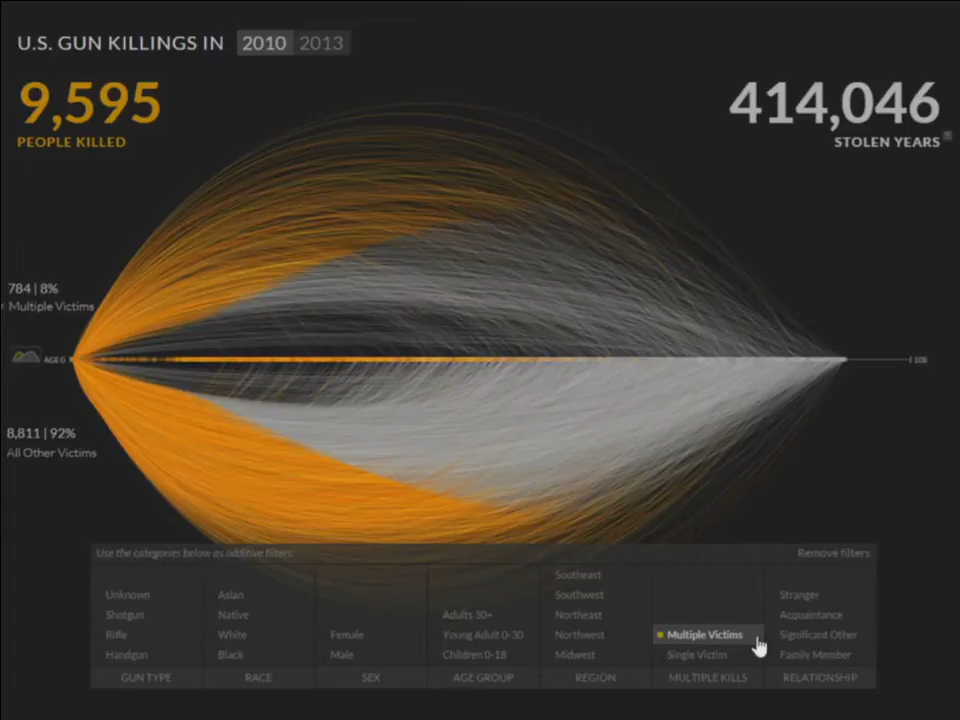 U.S. GUN KILLINGS IN 2010 2013
9,595
PEOPLE KILLED
414,046
STOLEN YEARS
784 | 8%
Multiple Victims
AGE 0
8,811 | 92%
All Other Victims
Use the categories below as additive filters
Remove filters
Unknown
Shotgun
Rifle
Handgun
GUN TYPE
Asian
Native
White
Black
RACE
Female
Male
SEX
Adults 30+
Young Adult 0-30
Children 0-18
AGE GROUP
Southeast
Southwest
Northeast
Northwest
Midwest
REGION
Multiple Victims
Single Victim
MULTIPLE KILLS
Stranger
Acquaintance
Significant Other
Family Member
RELATIONSHIP